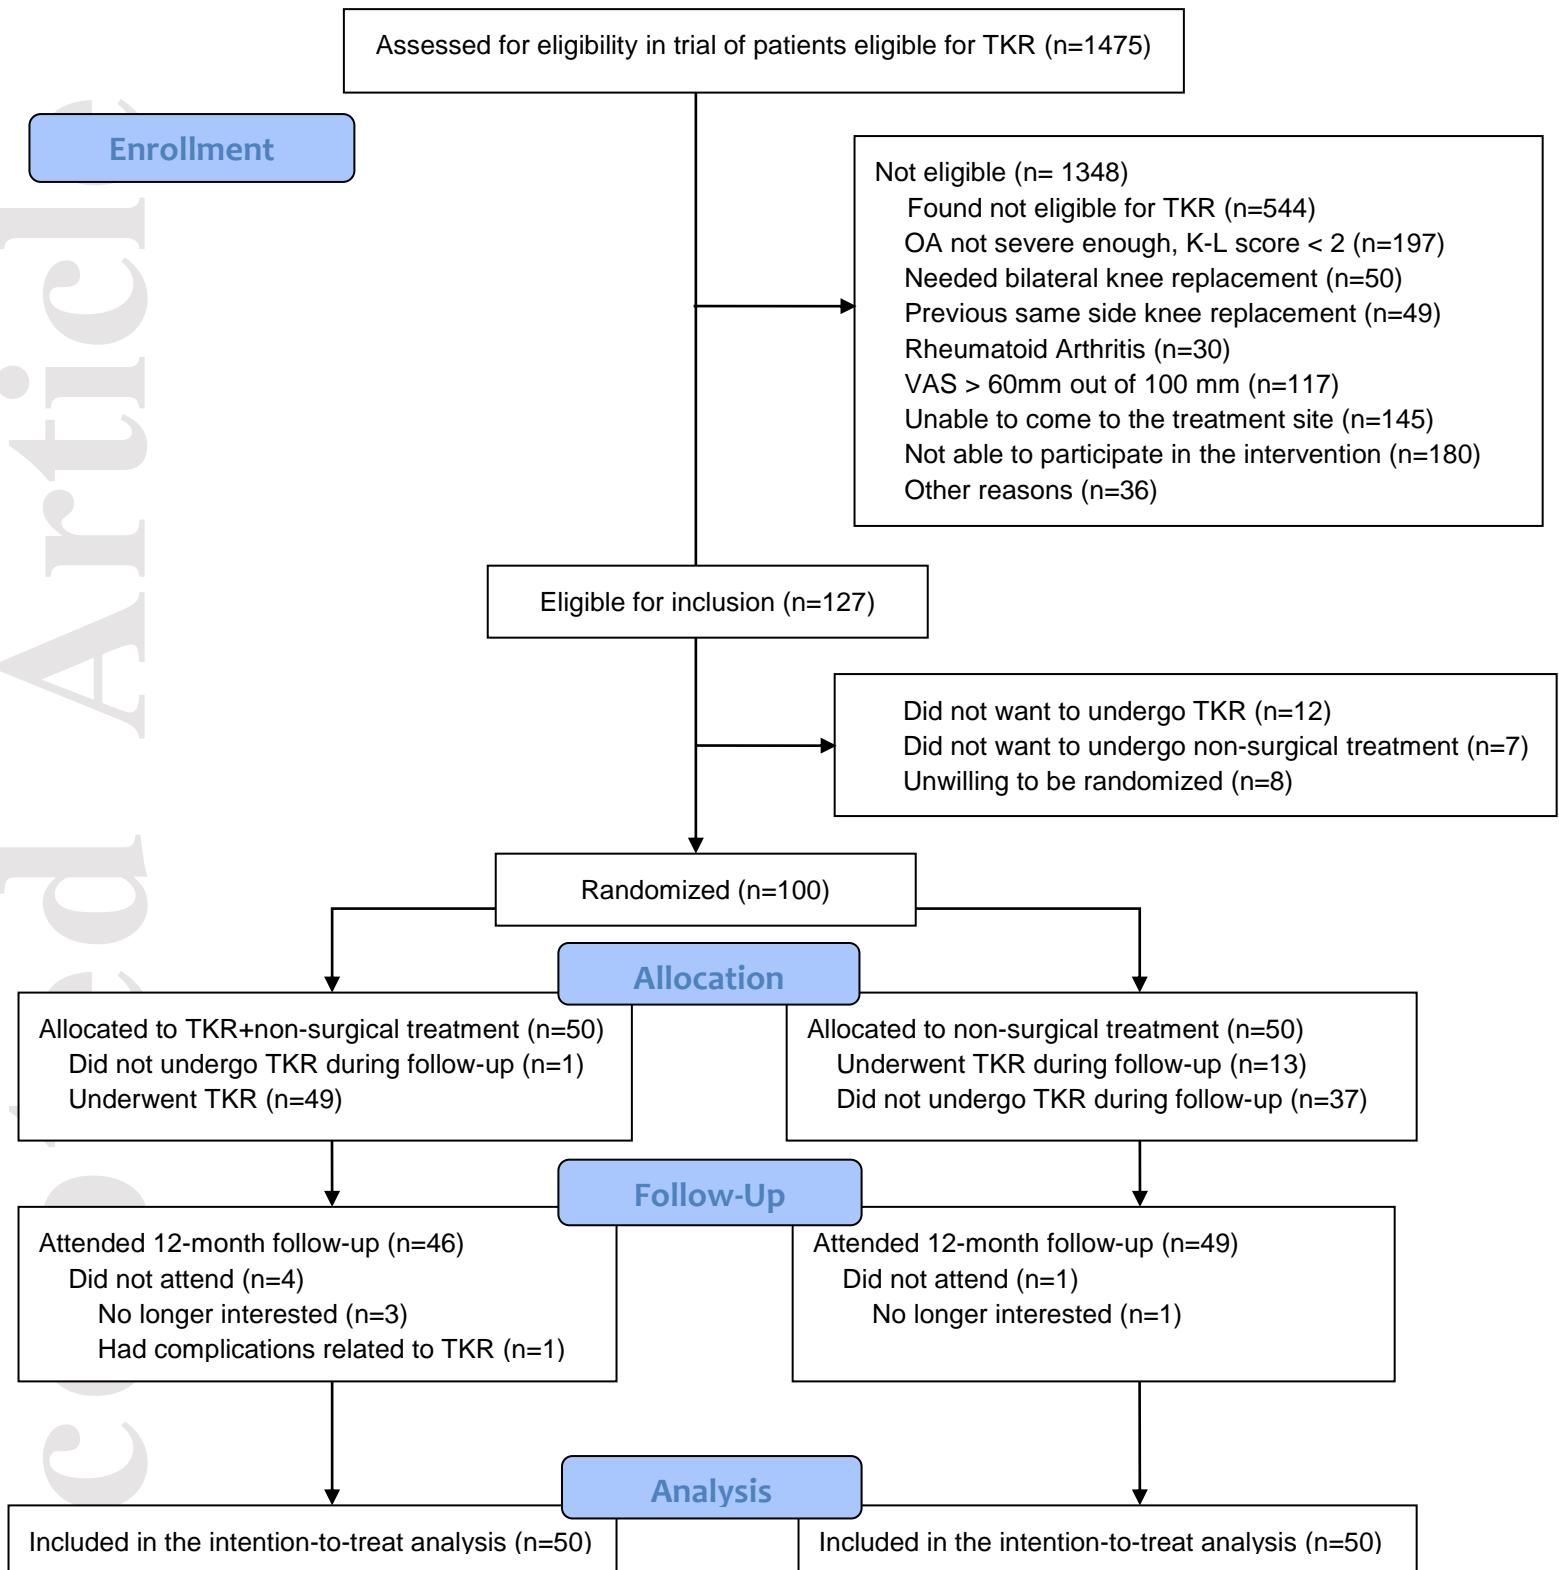 Assessed for eligibility in trial of patients eligible for TKR (n=1475)
Enrollment
Not eligible (n= 1348)
Found not eligible for TKR (n=544)
OA not severe enough, K-L score < 2 (n=197)
Needed bilateral knee replacement (n=50)
Previous same side knee replacement (n=49)
Rheumatoid Arthritis (n=30)
VAS > 60mm out of 100 mm (n=117)
Unable to come to the treatment site (n=145)
Not able to participate in the intervention (n=180)
Other reasons (n=36)
Eligible for inclusion (n=127)
Did not want to undergo TKR (n=12)
Did not want to undergo non-surgical treatment (n=7)
Unwilling to be randomized (n=8)
Randomized (n=100)
Allocation
Allocated to TKR+non-surgical treatment (n=50)
Did not undergo TKR during follow-up (n=1)
Underwent TKR (n=49)
Allocated to non-surgical treatment (n=50)
Underwent TKR during follow-up (n=13)
Did not undergo TKR during follow-up (n=37)
Follow-Up
Attended 12-month follow-up (n=46)
Did not attend (n=4)
No longer interested (n=3)
Had complications related to TKR (n=1)
Attended 12-month follow-up (n=49)
Did not attend (n=1)
No longer interested (n=1)
Analysis
Included in the intention-to-treat analysis (n=50)
Included in the intention-to-treat analysis (n=50)
Article